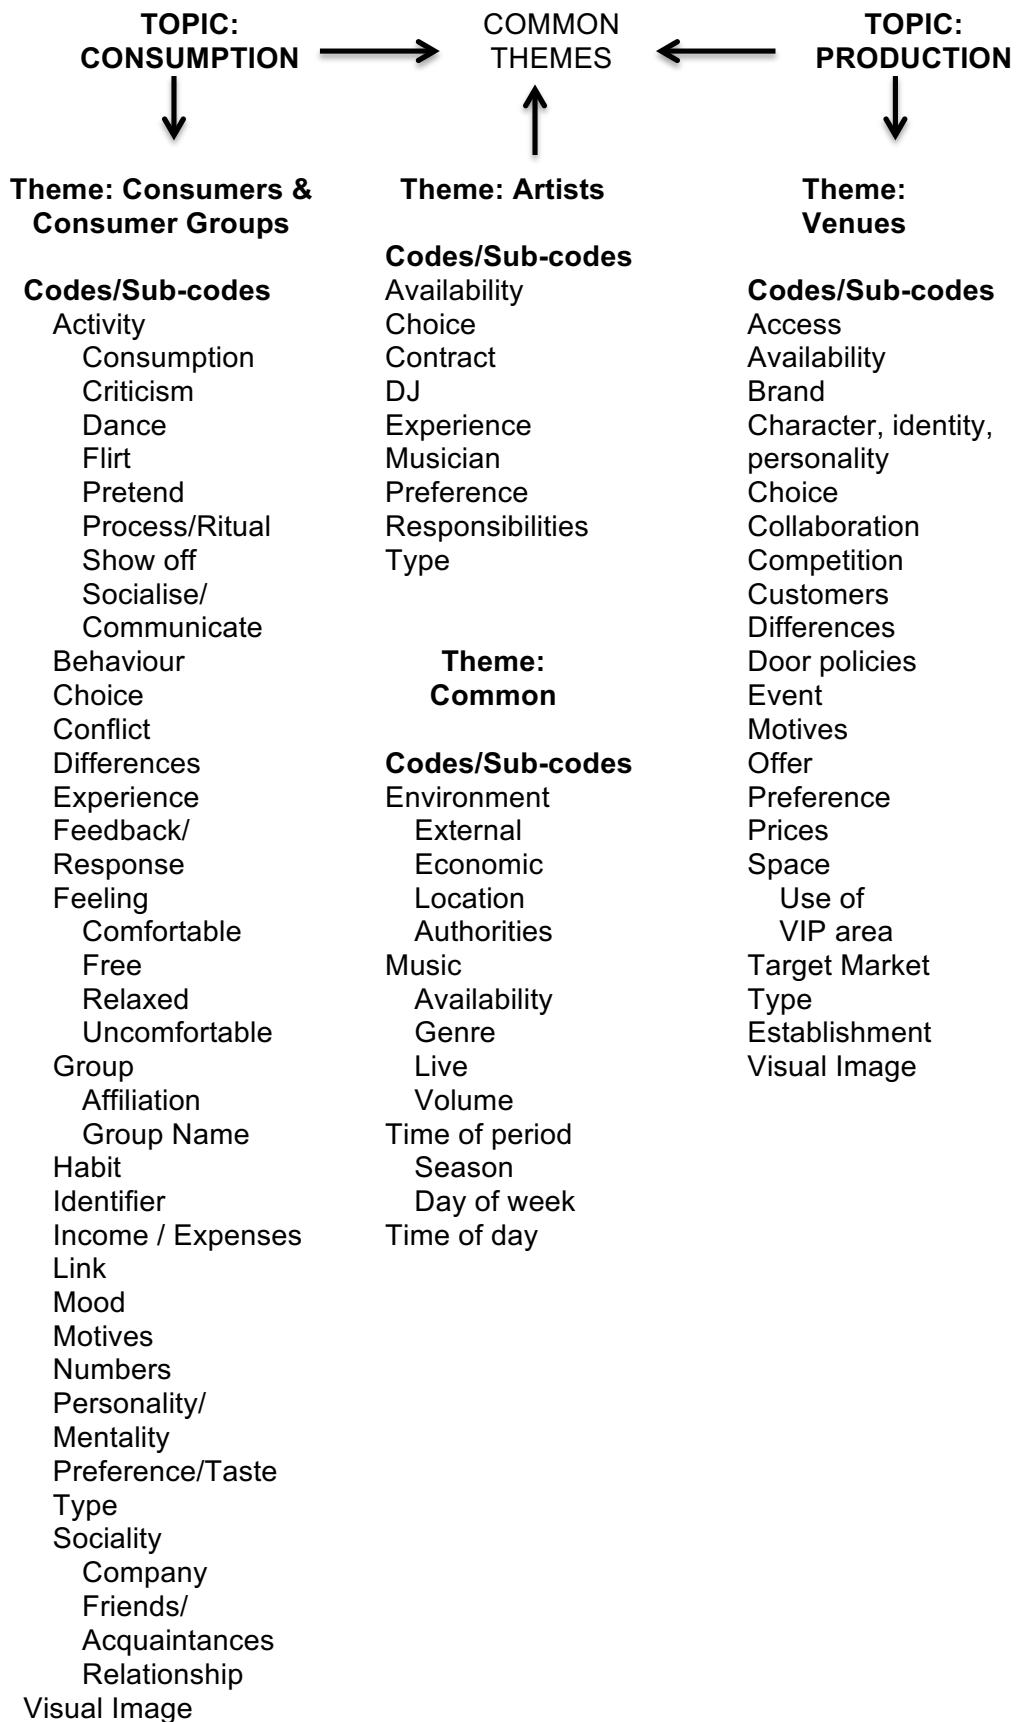 TOPIC:
CONSUMPTION
COMMON
THEMES
TOPIC:
PRODUCTION
Theme: Consumers &
Consumer Groups
Codes/Sub-codes
Activity
Consumption
Criticism
Dance
Flirt
Pretend
Process/Ritual
Show off
Socialise/
Communicate
Behaviour
Choice
Conflict
Differences
Experience
Feedback/
Response
Feeling
Comfortable
Free
Relaxed
Uncomfortable
Group
Affiliation
Group Name
Habit
Identifier
Income / Expenses
Link
Mood
Motives
Numbers
Personality/
Mentality
Preference/Taste
Type
Sociality
Company
Friends/
Acquaintances
Relationship
Visual Image
Theme: Artists
Codes/Sub-codes
Availability
Choice
Contract
DJ
Experience
Musician
Preference
Responsibilities
Type
Theme:
Common
Codes/Sub-codes
Environment
External
Economic
Location
Authorities
Music
Availability
Genre
Live
Volume
Time of period
Season
Day of week
Time of day
Theme:
Venues
Codes/Sub-codes
Access
Availability
Brand
Character, identity,
personality
Choice
Collaboration
Competition
Customers
Differences
Door policies
Event
Motives
Offer
Preference
Prices
Space
Use of
VIP area
Target Market
Type
Establishment
Visual Image